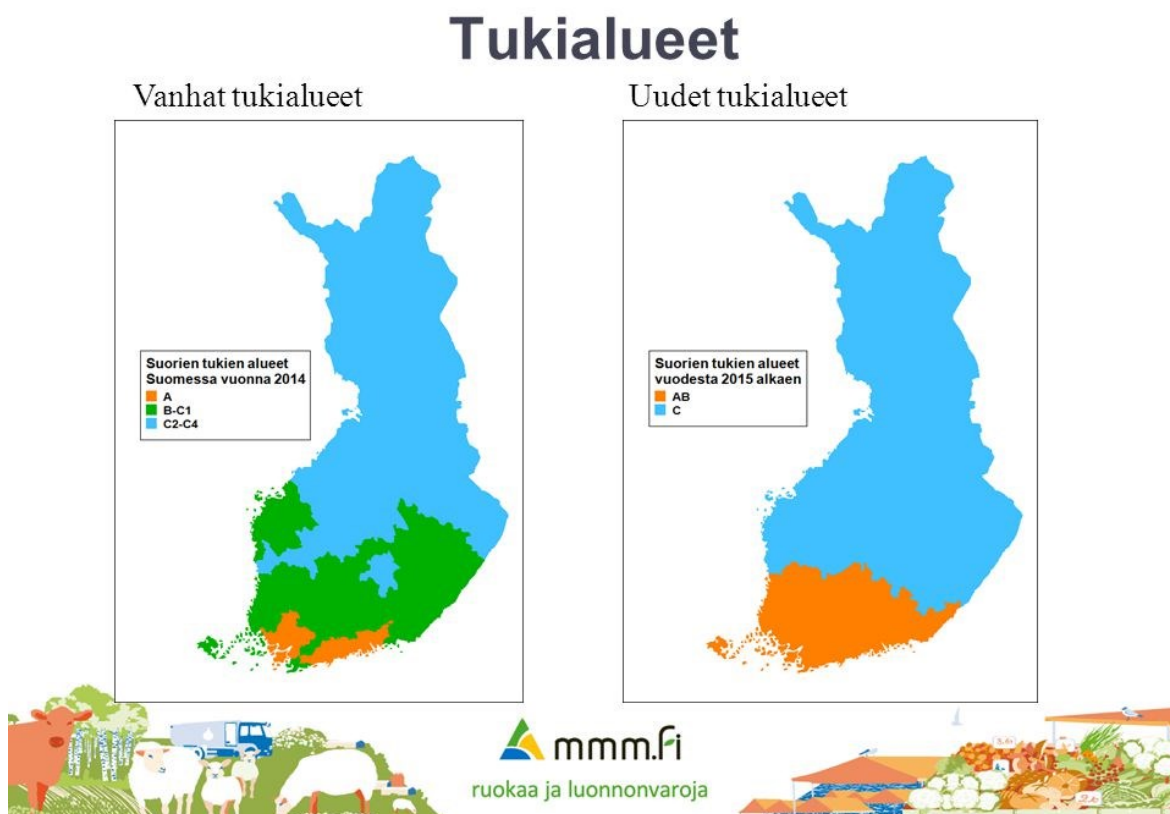 Tukialueet
Vanhat tukialueet
Uudet tukialueet
Suorien tukien alueet
Suomessa vuonna 2014
A
B-C1
C2-C4
Suorien tukien alueet
vuodesta 2015 alkaen
AB
C
mmm.fi
ruokaa ja luonnonvaroja